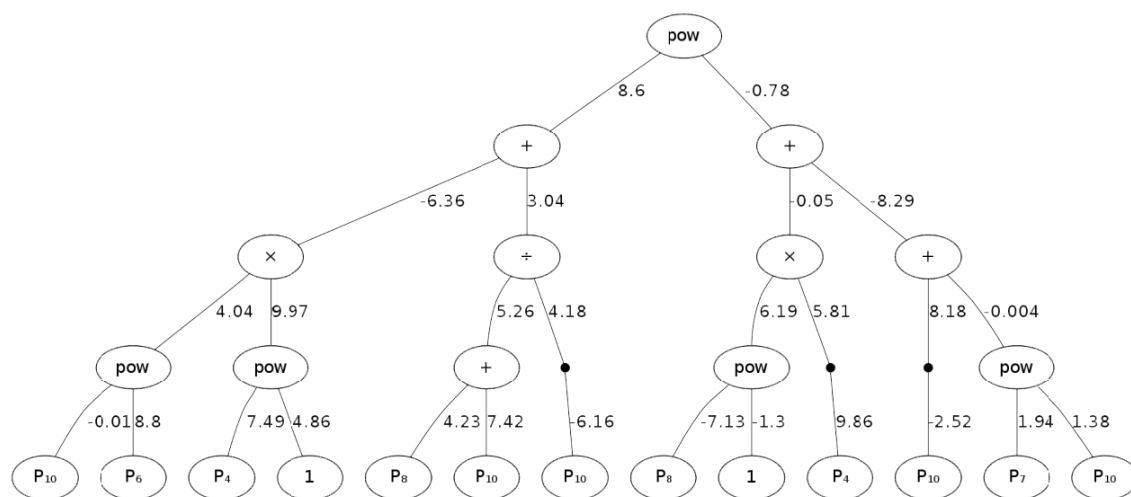 pow
8.6 -0.78
+ +
-6.36 3.04 -0.05 -8.29
× ÷ × +
4.04 9.97 5.26 4.18 6.19 5.81 8.18 -0.004
pow pow + pow pow
-0.01 8.8 7.49 4.86 4.23 7.42 -6.16 -7.13 -1.3 9.86 -2.52 1.94 1.38
P₁₀ P₆ P₄ 1 P₈ P₁₀ P₁₀ P₈ 1 P₄ P₁₀ P₇ P₁₀